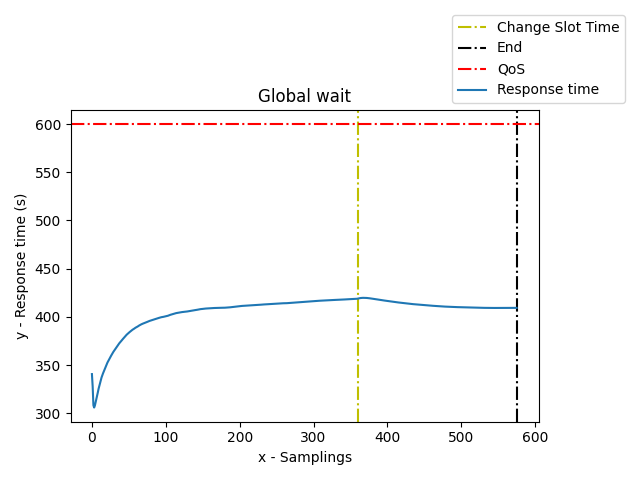 Change Slot Time
End
QoS
Response time
Global wait
y - Response time (s)
600
550
500
450
400
350
300
0 100 200 300 400 500 600
x - Samplings